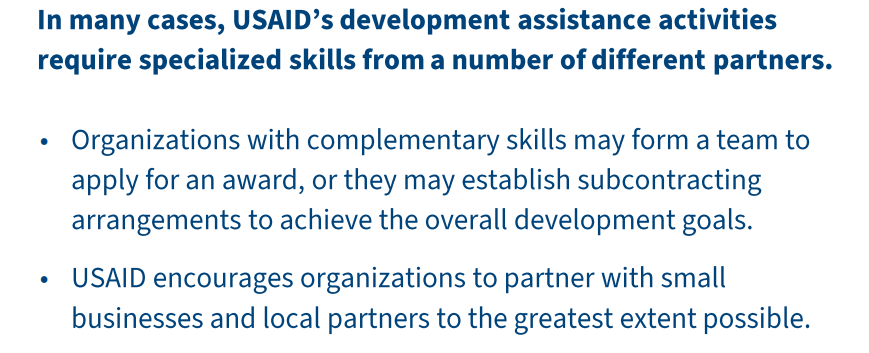 In many cases, USAID’s development assistance activities
require specialized skills from a number of different partners.
• Organizations with complementary skills may form a team to
apply for an award, or they may establish subcontracting
arrangements to achieve the overall development goals.
• USAID encourages organizations to partner with small
businesses and local partners to the greatest extent possible.